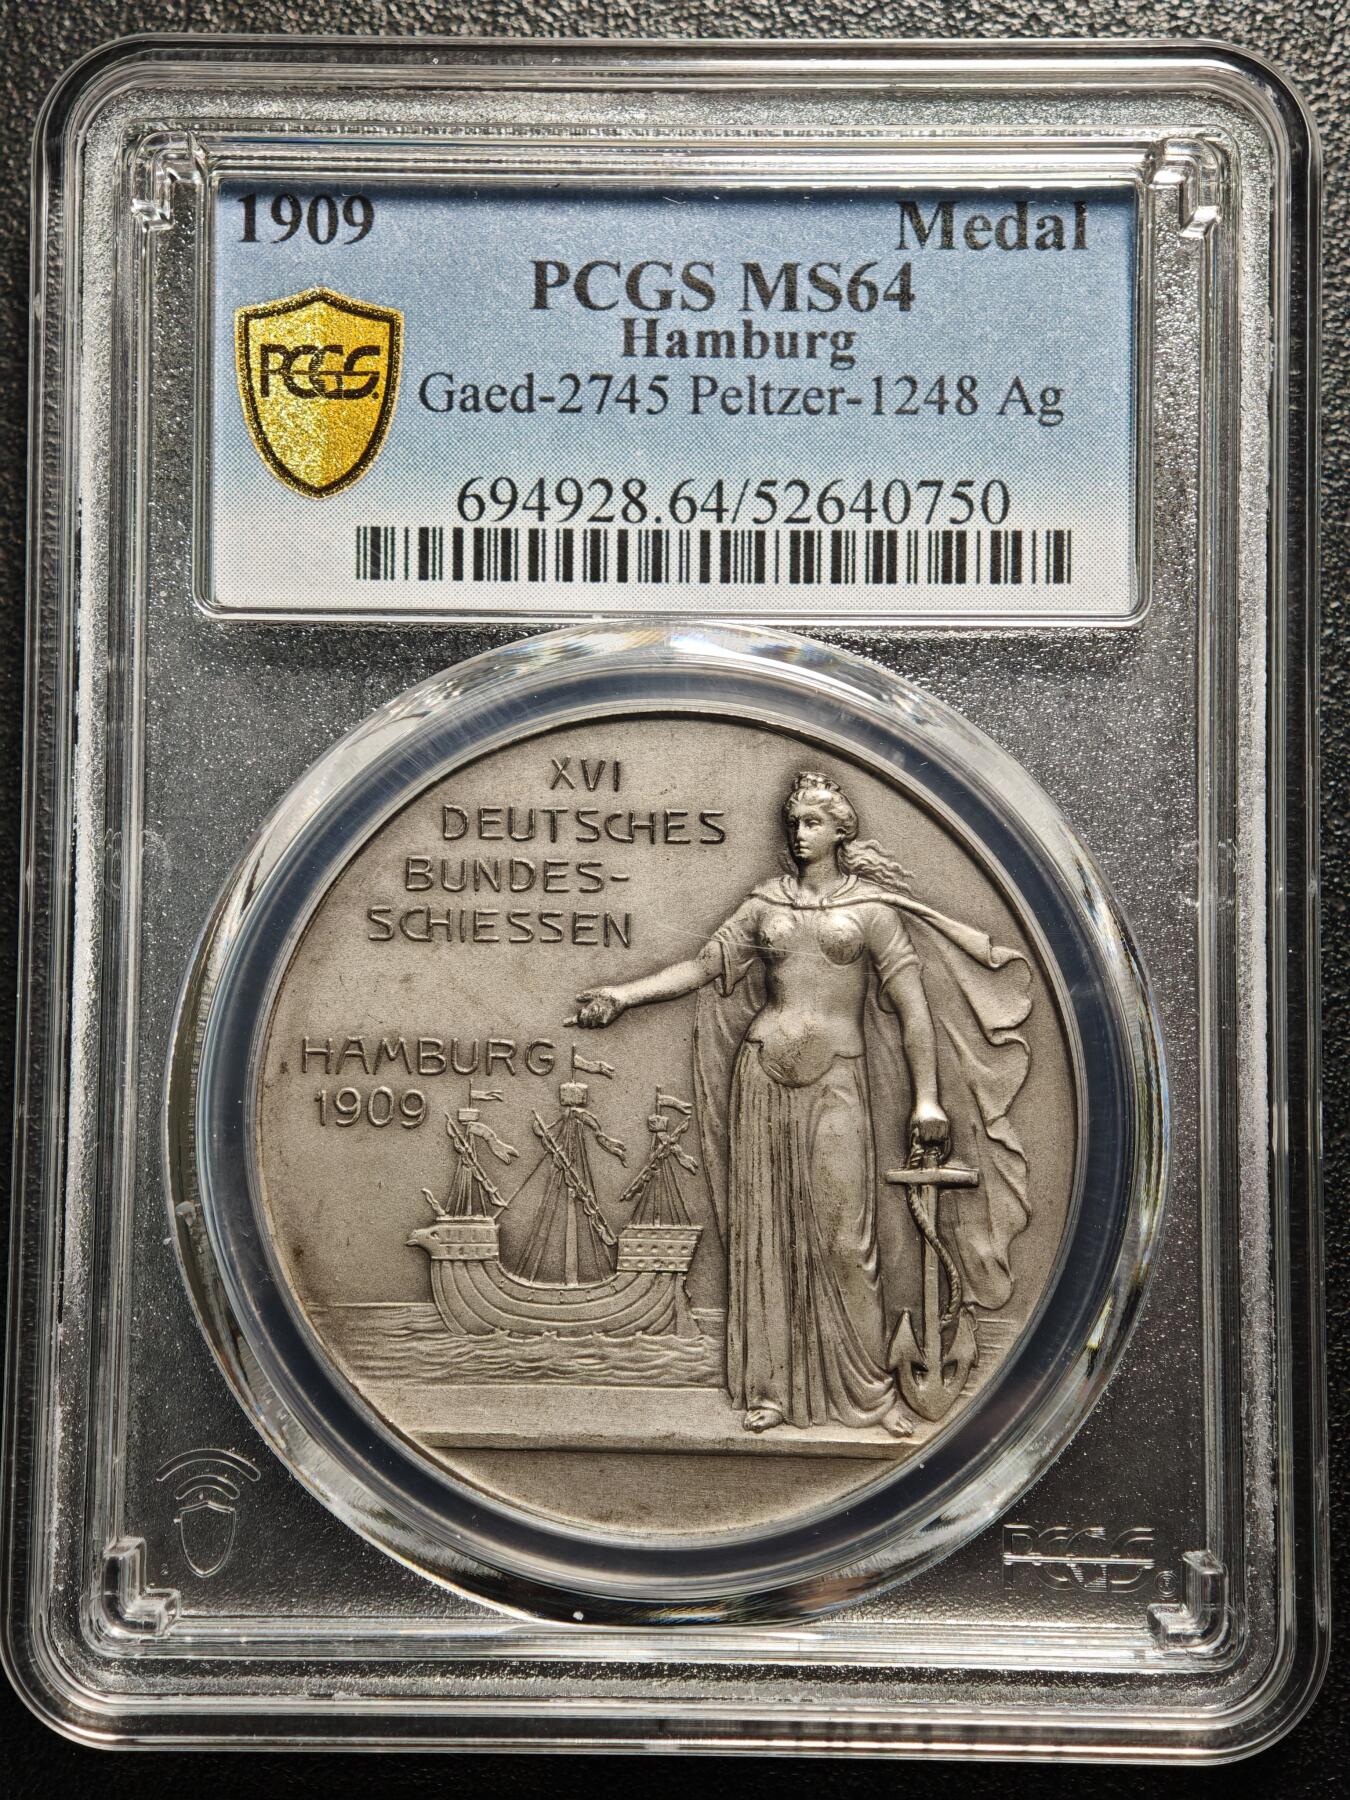 1909 Medal
PCGS MS64
Hamburg
PCGS.
Gaed-2745 Peltzer-1248 Ag
694928.64/52640750
XVI
DEUTSCHES
BUNDES-
SCHIESSEN
HAMBURG
1909
PCGS